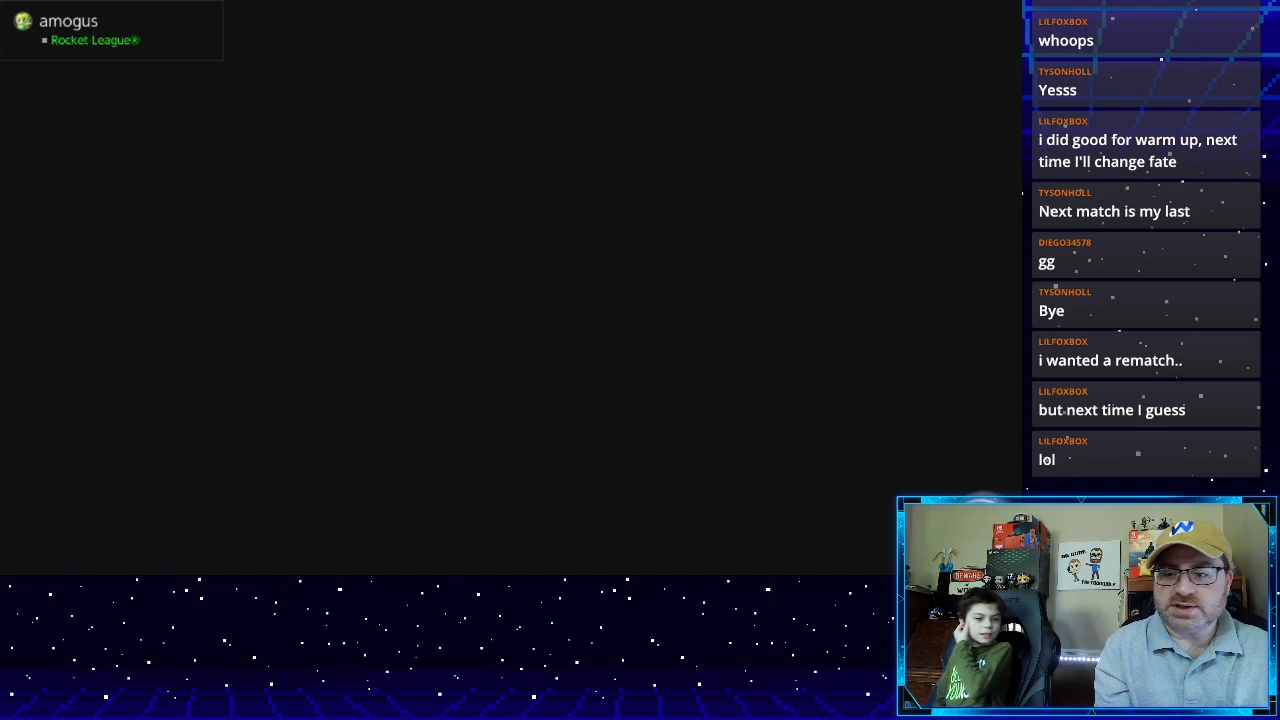 amogus
Rocket League®
LILFOXBOX
whoops
TYSONHOLL
Yesss
LILFOXBOX
i did good for warm up, next
time I'll change fate
TYSONHOLL
Next match is my last
DIEGO34578
gg
TYSONHOLL
Bye
LILFOXBOX
i wanted a rematch..
LILFOXBOX
but next time I guess
LILFOXBOX
lol
BEWARE